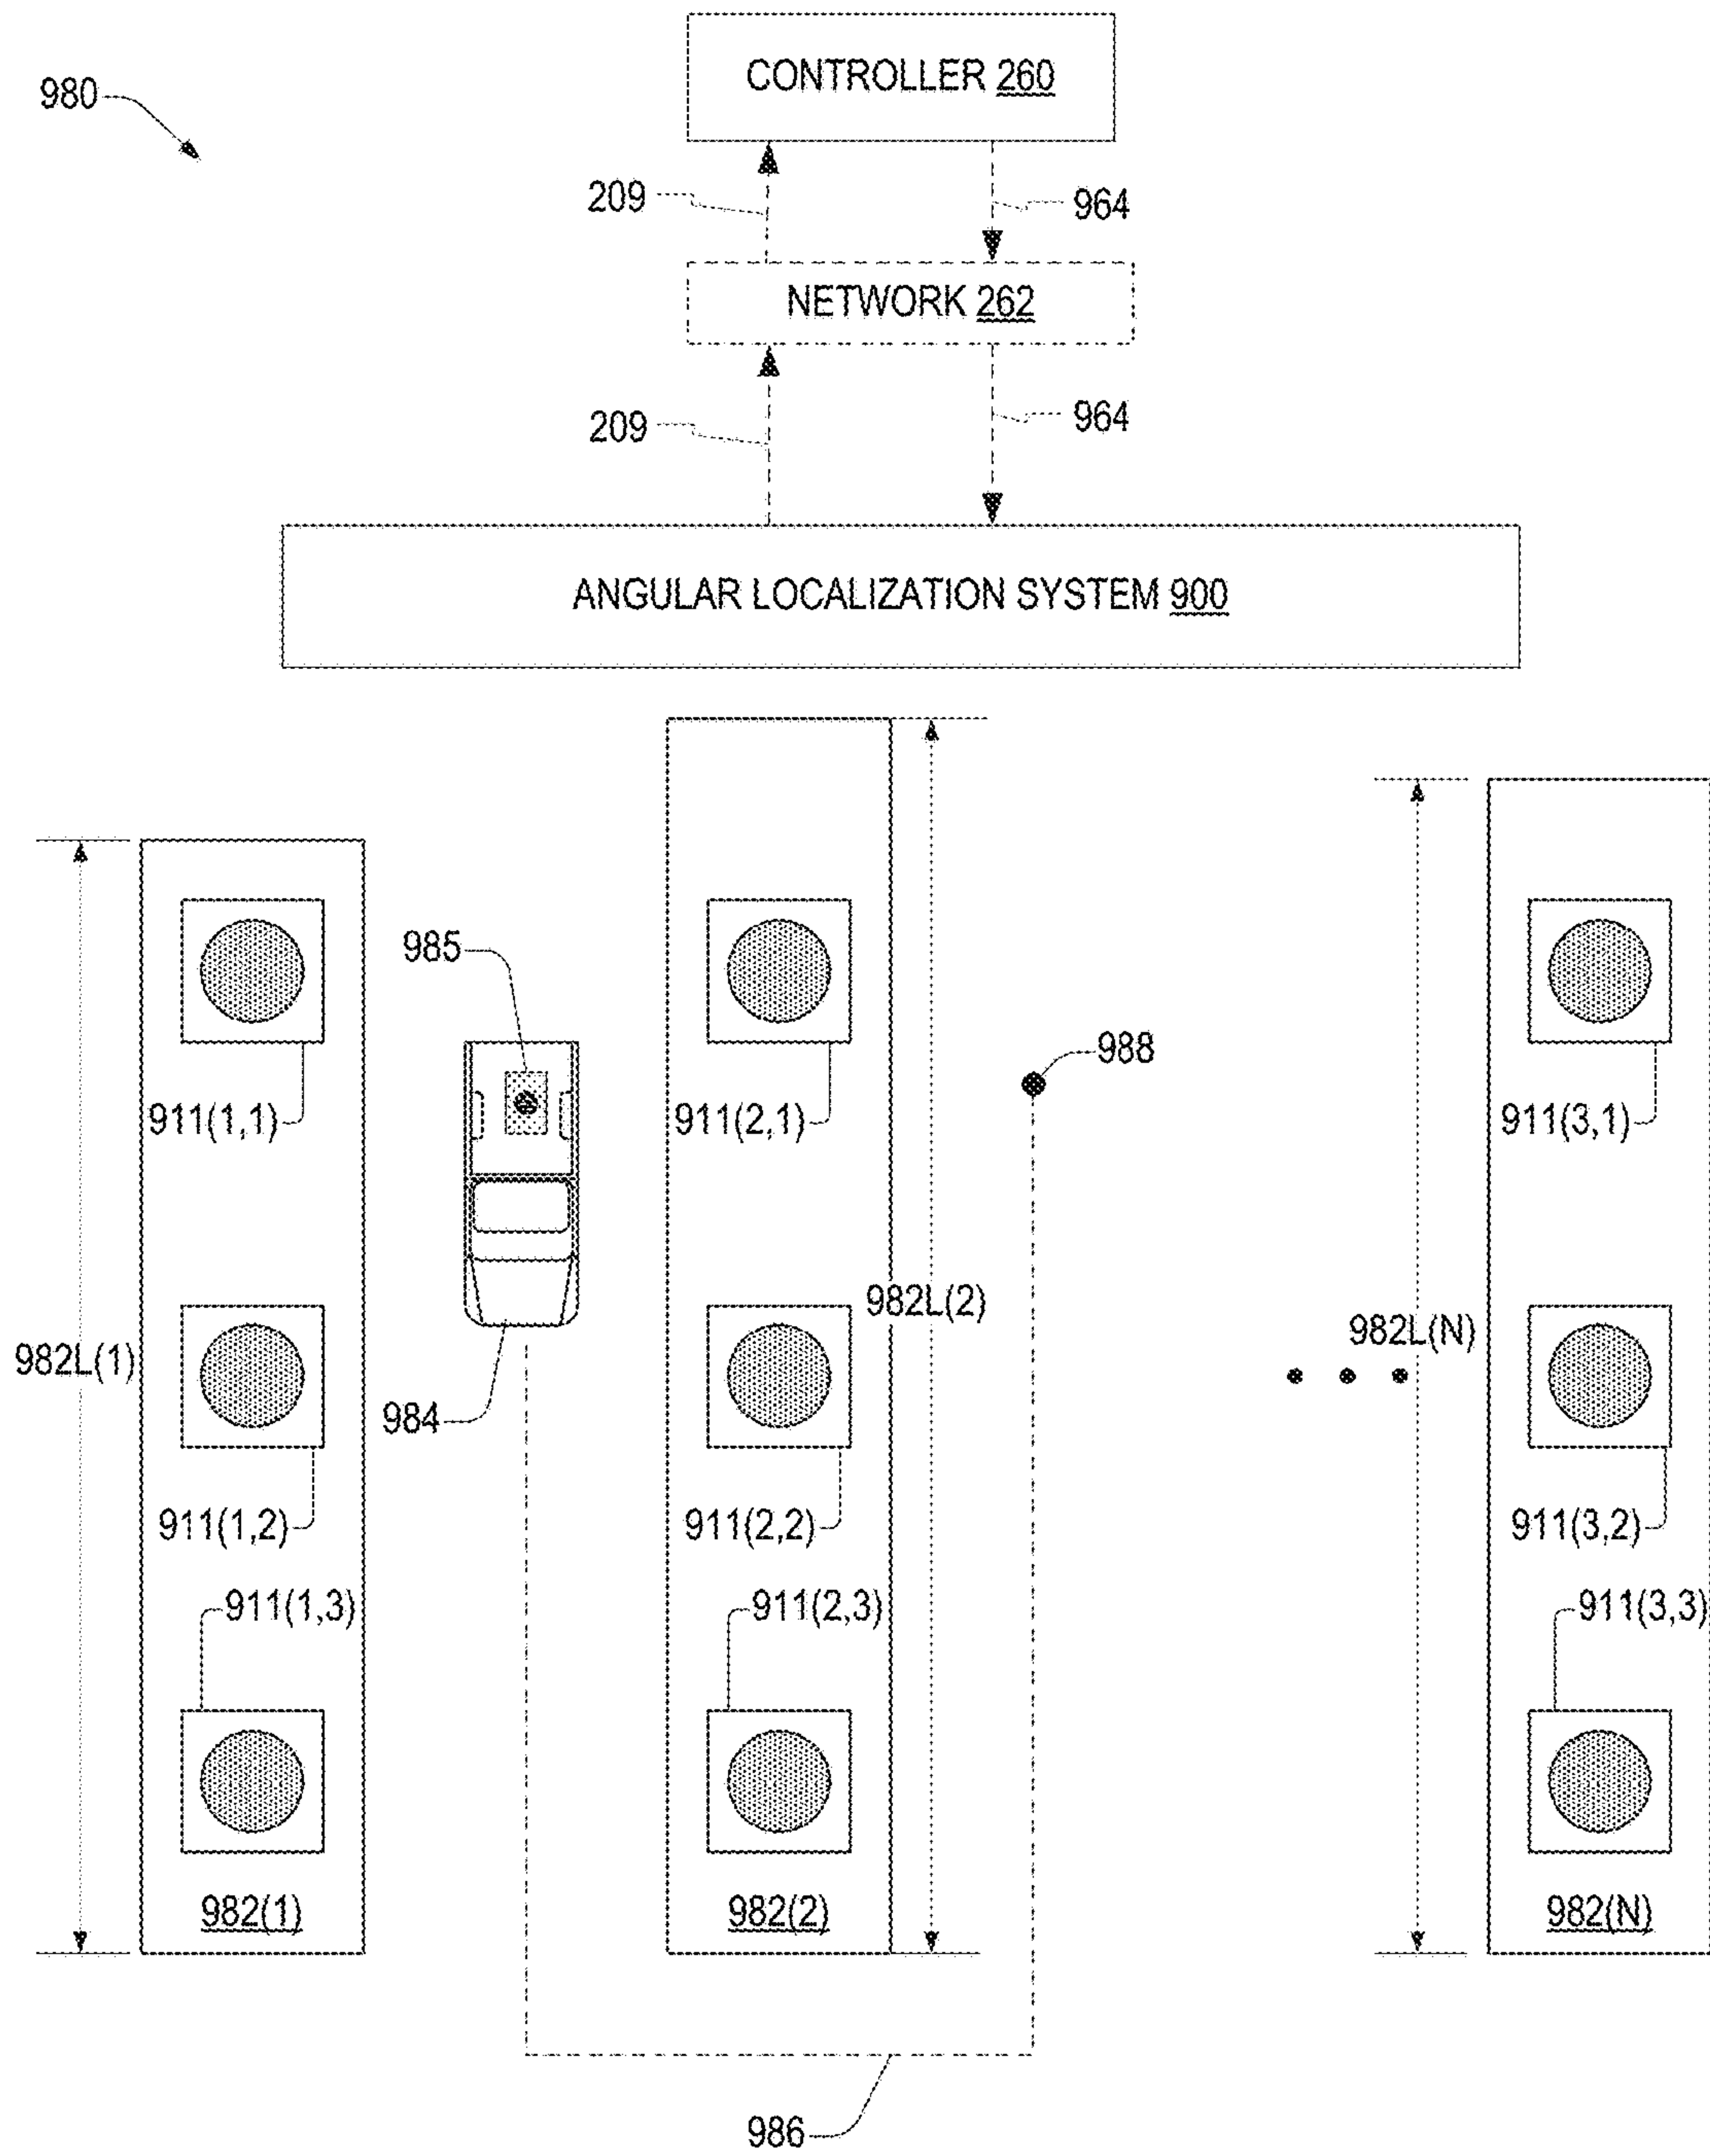 CONTROLLER 260
980
209
964
NETWORK 262
209
964
ANGULAR LOCALIZATION SYSTEM 900
985
988
911(1,1)
911(2,1)
911(3,1)
982L(2)
982L(1)
982L(N)
984
911(1,2)
911(2,2)
911(3,2)
911(1,3)
911(2,3)
911(3,3)
982(1)
982(2)
982(N)
986